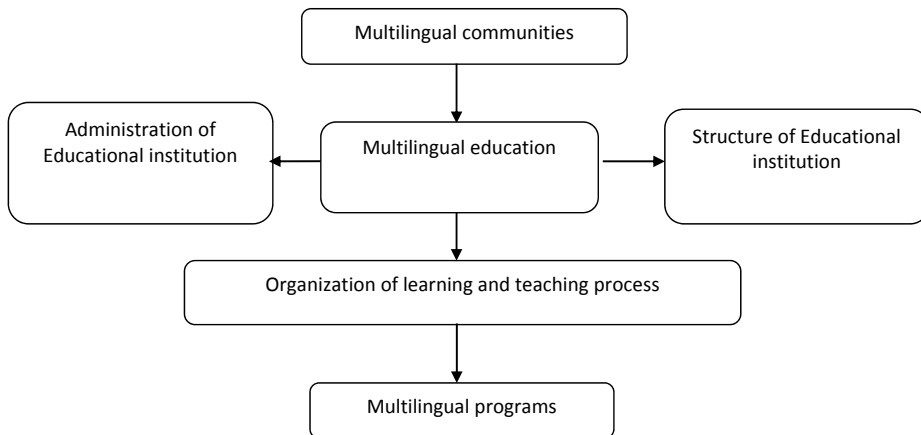 Multilingual communities
Administration of
Educational institution
Multilingual education
Structure of Educational
institution
Organization of learning and teaching process
Multilingual programs